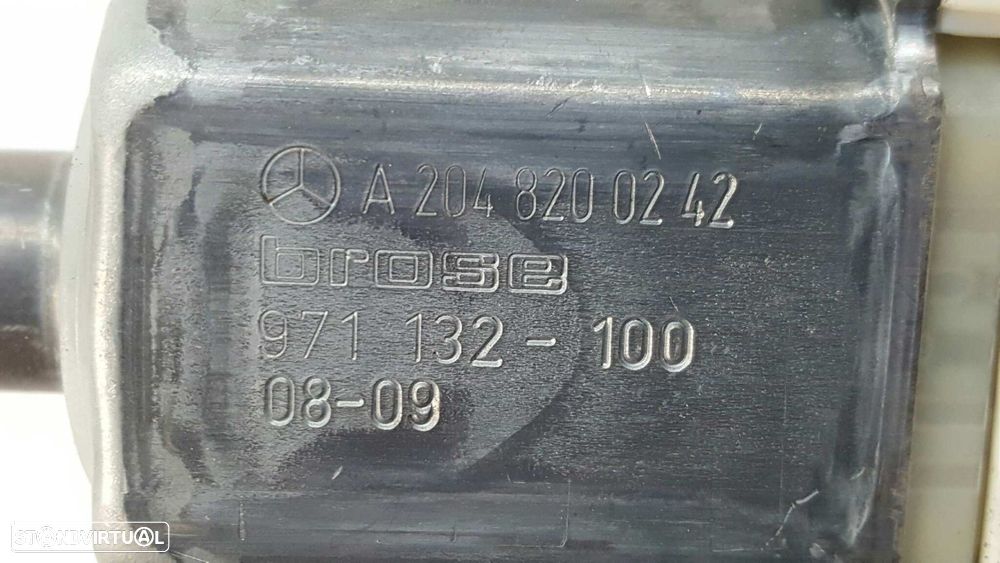 A 204 820 02 42
brose
971 132-100
08-09
STANDVIRTUAL